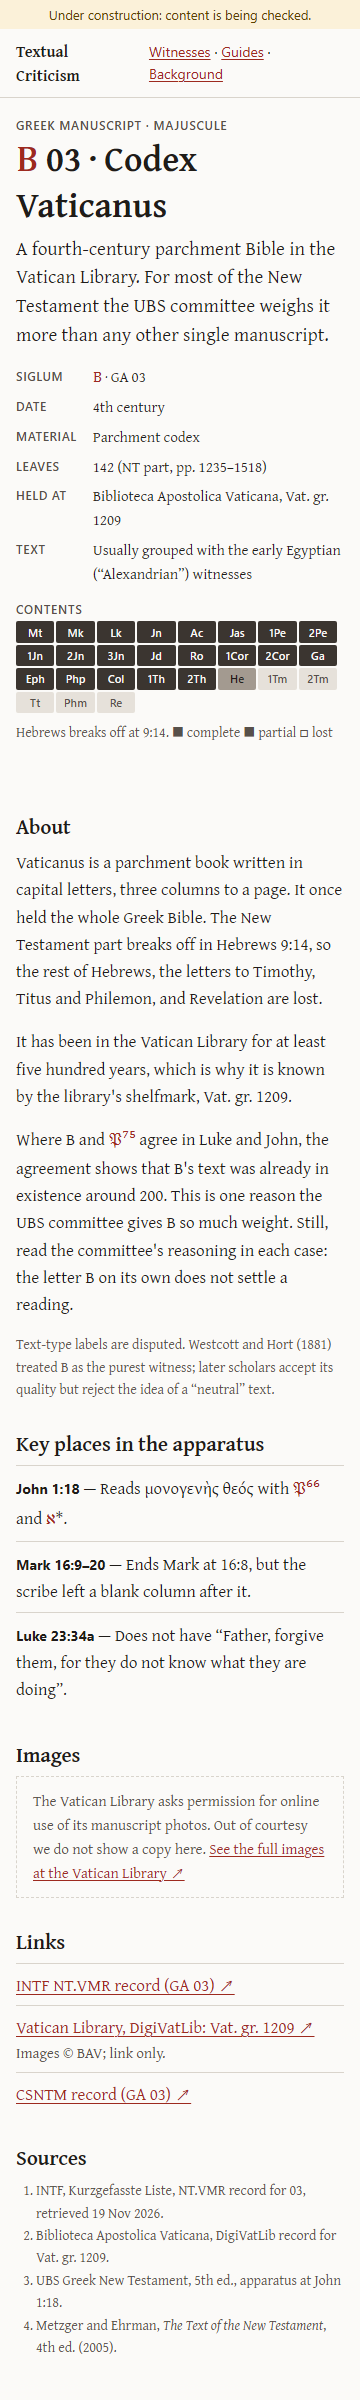 Under construction: content is being checked.
Textual
Criticism
Witnesses · Guides ·
Background
GREEK MANUSCRIPT · MAJUSCULE
B 03 · Codex
Vaticanus
A fourth-century parchment Bible in the
Vatican Library. For most of the New
Testament the UBS committee weighs it
more than any other single manuscript.
SIGLUM B · GA 03
DATE 4th century
MATERIAL Parchment codex
LEAVES 142 (NT part, pp. 1235–1518)
HELD AT Biblioteca Apostolica Vaticana, Vat. gr.
1209
TEXT Usually grouped with the early Egyptian
(“Alexandrian”) witnesses
CONTENTS
Mt Mk Lk Jn Ac Jas 1Pe 2Pe
1Jn 2Jn 3Jn Jd Ro 1Cor 2Cor Ga
Eph Php Col 1Th 2Th He 1Tm 2Tm
Tt Phm Re
Hebrews breaks off at 9:14. ■ complete ■ partial □ lost
About
Vaticanus is a parchment book written in
capital letters, three columns to a page. It once
held the whole Greek Bible. The New
Testament part breaks off in Hebrews 9:14, so
the rest of Hebrews, the letters to Timothy,
Titus and Philemon, and Revelation are lost.
It has been in the Vatican Library for at least
five hundred years, which is why it is known
by the library's shelfmark, Vat. gr. 1209.
Where B and 𝔓⁷⁵ agree in Luke and John, the
agreement shows that B's text was already in
existence around 200. This is one reason the
UBS committee gives B so much weight. Still,
read the committee's reasoning in each case:
the letter B on its own does not settle a
reading.
Text-type labels are disputed. Westcott and Hort (1881)
treated B as the purest witness; later scholars accept its
quality but reject the idea of a “neutral” text.
Key places in the apparatus
John 1:18 — Reads μονογενὴς θεός with 𝔓⁶⁶
and ℵ*.
Mark 16:9–20 — Ends Mark at 16:8, but the
scribe left a blank column after it.
Luke 23:34a — Does not have “Father, forgive
them, for they do not know what they are
doing”.
Images
The Vatican Library asks permission for online
use of its manuscript photos. Out of courtesy
we do not show a copy here. See the full images
at the Vatican Library ↗
Links
INTF NT.VMR record (GA 03) ↗
Vatican Library, DigiVatLib: Vat. gr. 1209 ↗
Images © BAV; link only.
CSNTM record (GA 03) ↗
Sources
1. INTF, Kurzgefasste Liste, NT.VMR record for 03,
retrieved 19 Nov 2026.
2. Biblioteca Apostolica Vaticana, DigiVatLib record for
Vat. gr. 1209.
3. UBS Greek New Testament, 5th ed., apparatus at John
1:18.
4. Metzger and Ehrman, The Text of the New Testament,
4th ed. (2005).